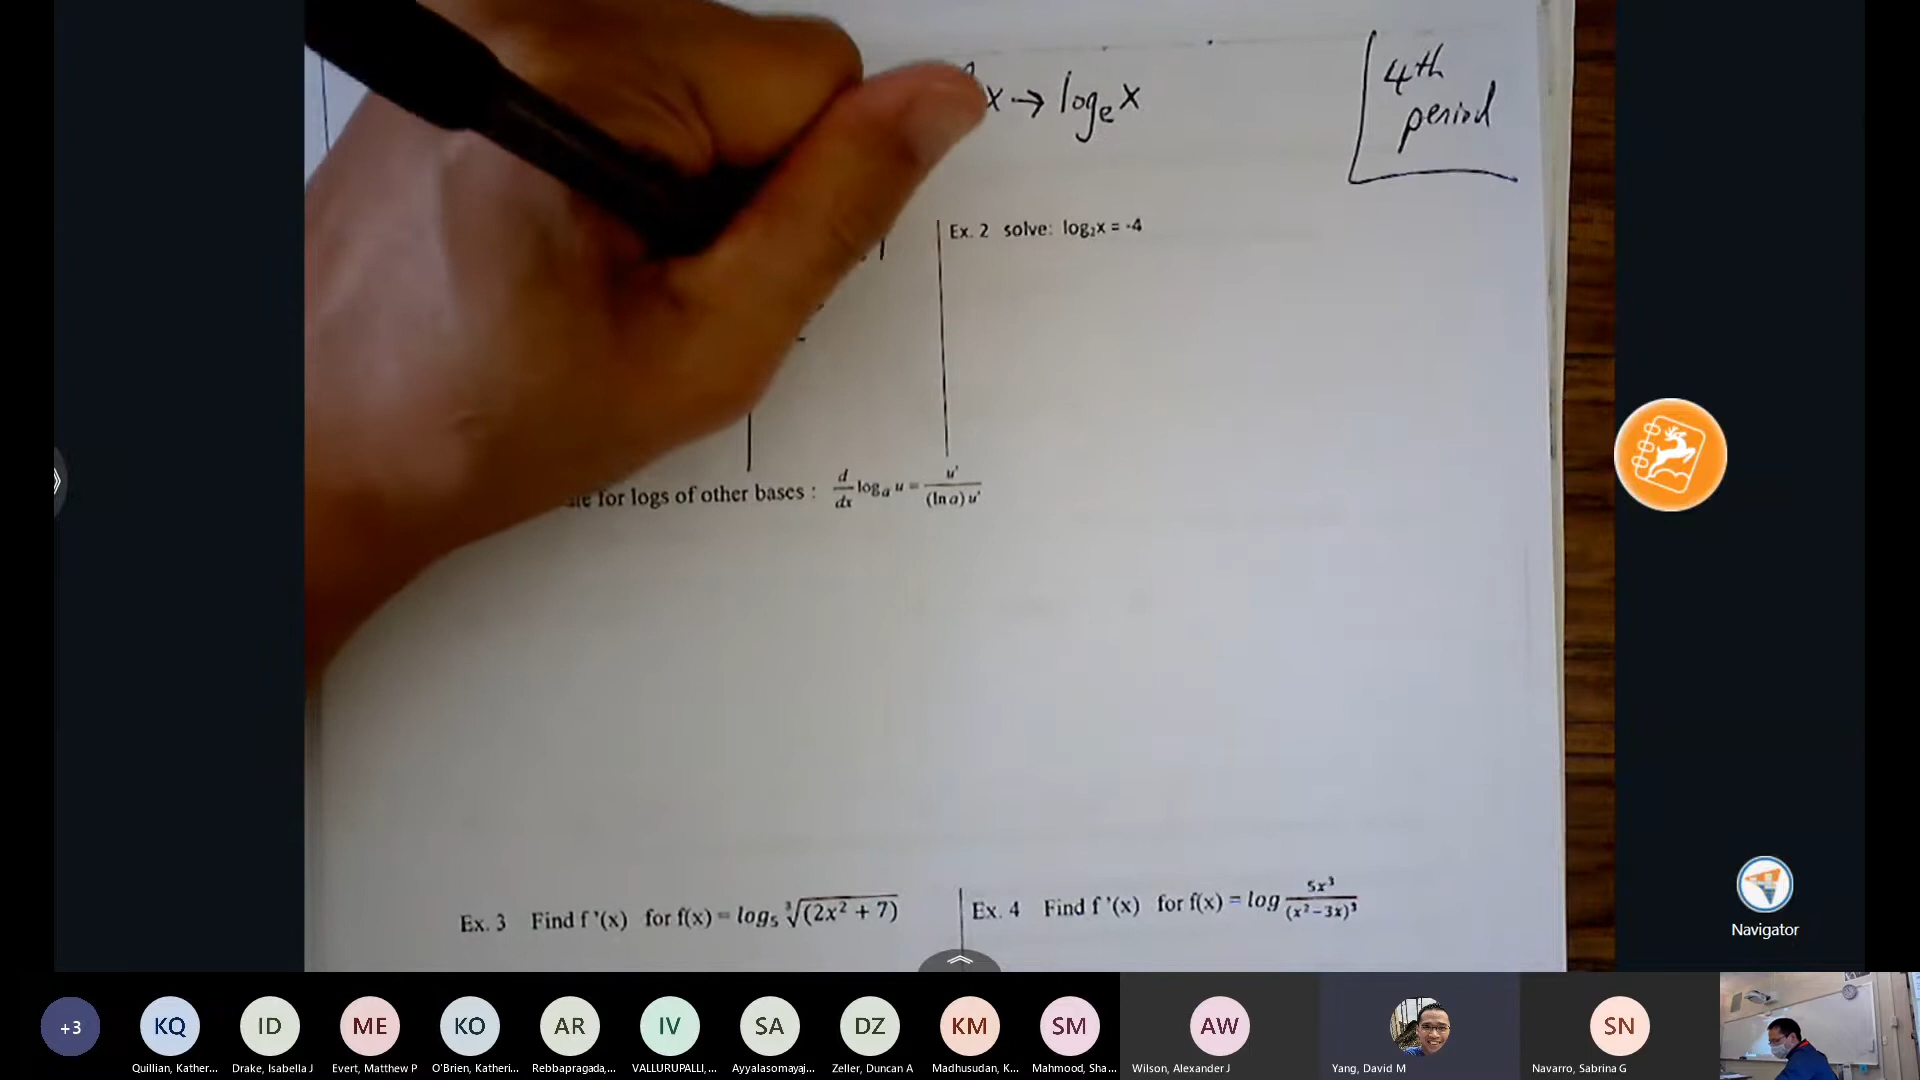 x → logₑ x
4th
period
Ex. 2 solve: log₂x = -4
for logs of other bases : d/dx logₐ u = u' / (ln a) u'
Ex. 3 Find f '(x) for f(x) = log₅ ∛(2x² + 7)
Ex. 4 Find f '(x) for f(x) = log 5x³ / (x² – 3x)³
Navigator
+3
KQ ID ME KO AR IV SA DZ KM SM AW SN
Quillian, Kather... Drake, Isabella J Evert, Matthew P O'Brien, Katheri... Rebbapragada,... VALLURUPALLI,... Ayyalasomayaj... Zeller, Duncan A Madhusudan, K... Mahmood, Sha... Wilson, Alexander J Yang, David M Navarro, Sabrina G